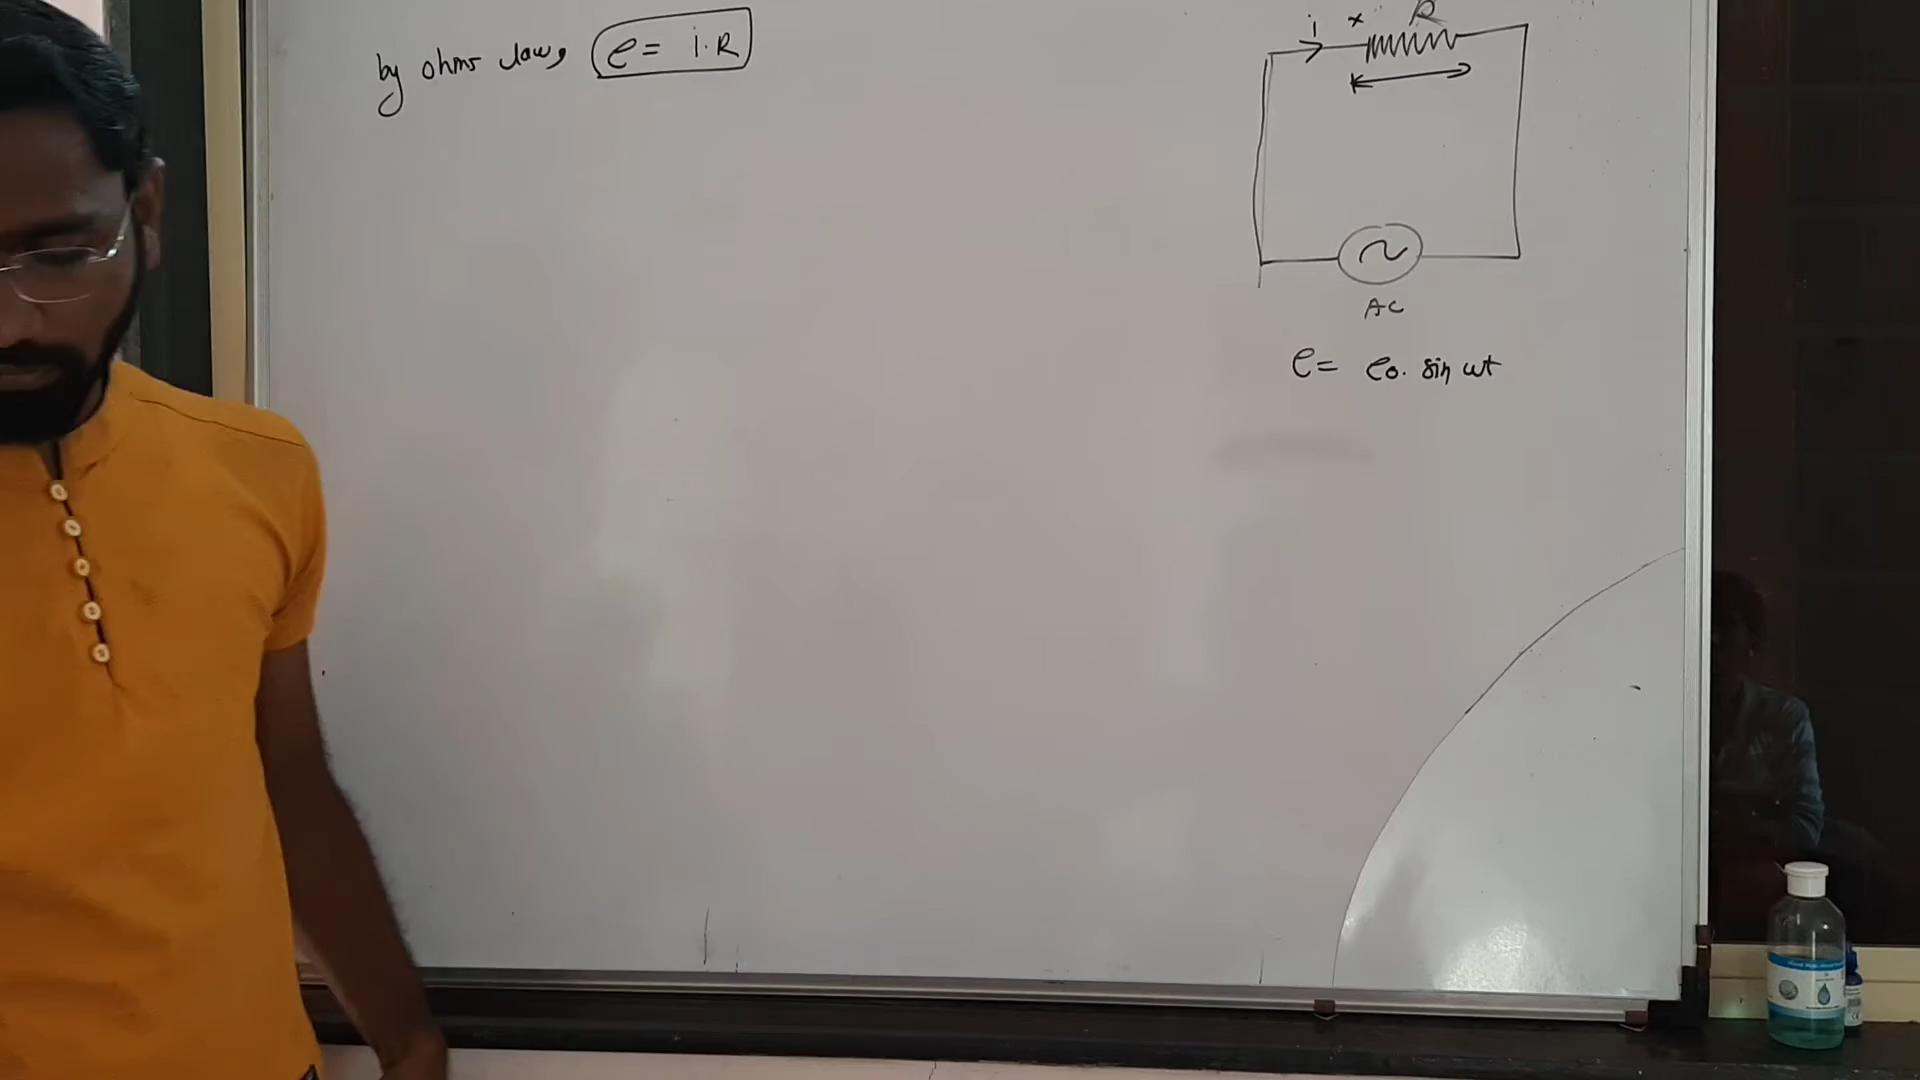 by ohms law, e = i.R
i × R
AC
e = e0. sin ωt